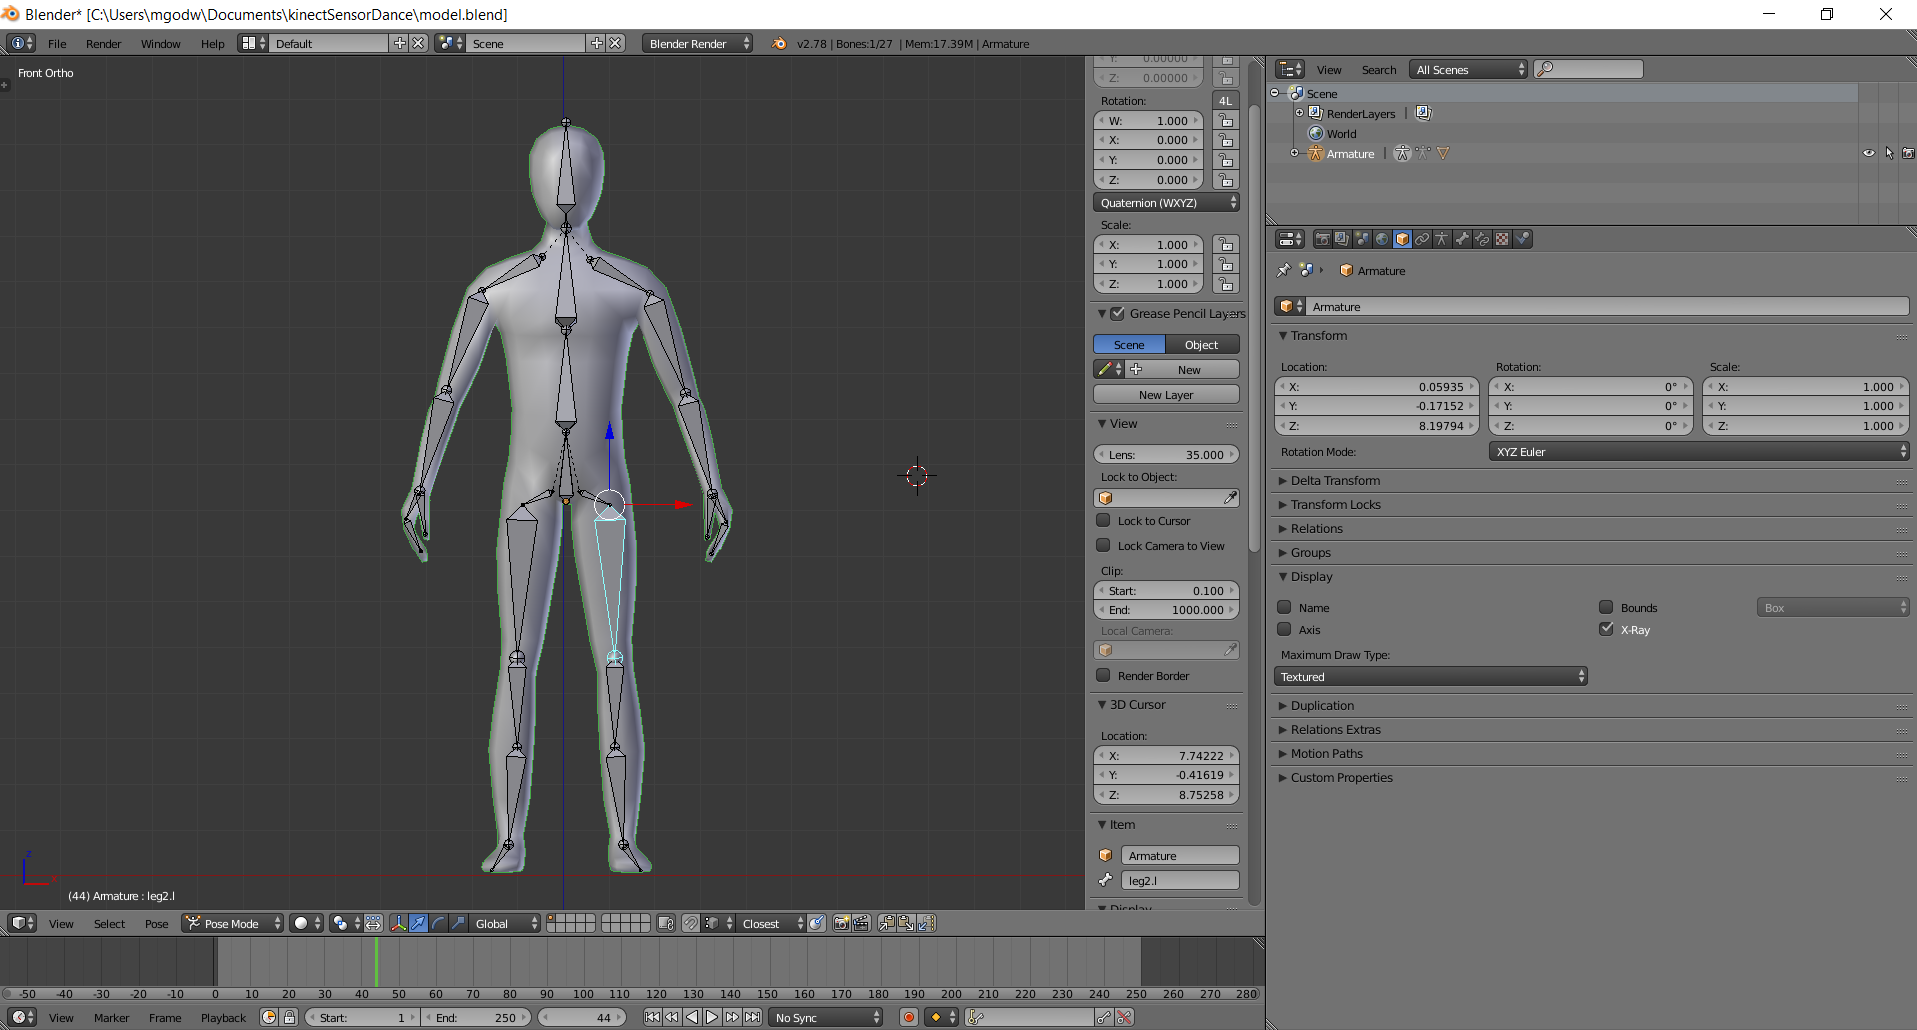 Blender* [C:\Users\mgodw\Documents\kinectSensorDance\model.blend]
File Render Window Help Default Scene Blender Render v2.78 | Bones:1/27 | Mem:17.39M | Armature
Front Ortho
Y: 0.00000
Z: 0.00000
Rotation: 4L
W: 1.000
X: 0.000
Y: 0.000
Z: 0.000
Quaternion (WXYZ)
Scale:
X: 1.000
Y: 1.000
Z: 1.000
Grease Pencil Layers
Scene Object
New
New Layer
View
Lens: 35.000
Lock to Object:
Lock to Cursor
Lock Camera to View
Clip:
Start: 0.100
End: 1000.000
Local Camera:
Render Border
3D Cursor
Location:
X: 7.74222
Y: -0.41619
Z: 8.75258
Item
Armature
leg2.l
Display
z
x
(44) Armature : leg2.l
View Select Pose Pose Mode Global Closest
-50 -40 -30 -20 -10 0 10 20 30 40 50 60 70 80 90 100 110 120 130 140 150 160 170 180 190 200 210 220 230 240 250 260 270 280
View Marker Frame Playback Start: 1 End: 250 44 No Sync
View Search All Scenes
Scene
RenderLayers |
World
Armature |
Armature
Armature
Transform
Location: Rotation: Scale:
X: 0.05935 X: 0° X: 1.000
Y: -0.17152 Y: 0° Y: 1.000
Z: 8.19794 Z: 0° Z: 1.000
Rotation Mode: XYZ Euler
Delta Transform
Transform Locks
Relations
Groups
Display
Name Bounds Box
Axis X-Ray
Maximum Draw Type:
Textured
Duplication
Relations Extras
Motion Paths
Custom Properties